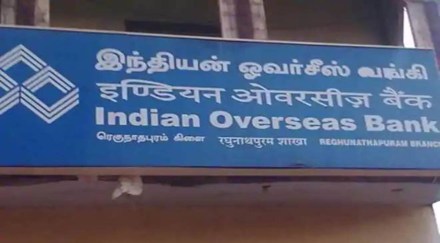 இந்தியன் ஓவர்சீஸ் வங்கி
इण्डियन ओवरसीज़ बैंक
Indian Overseas Bank
ரெகுநாதபுரம் கிளை रघुनाथपुरम शाखा REGHUNATHAPURAM BRANCH